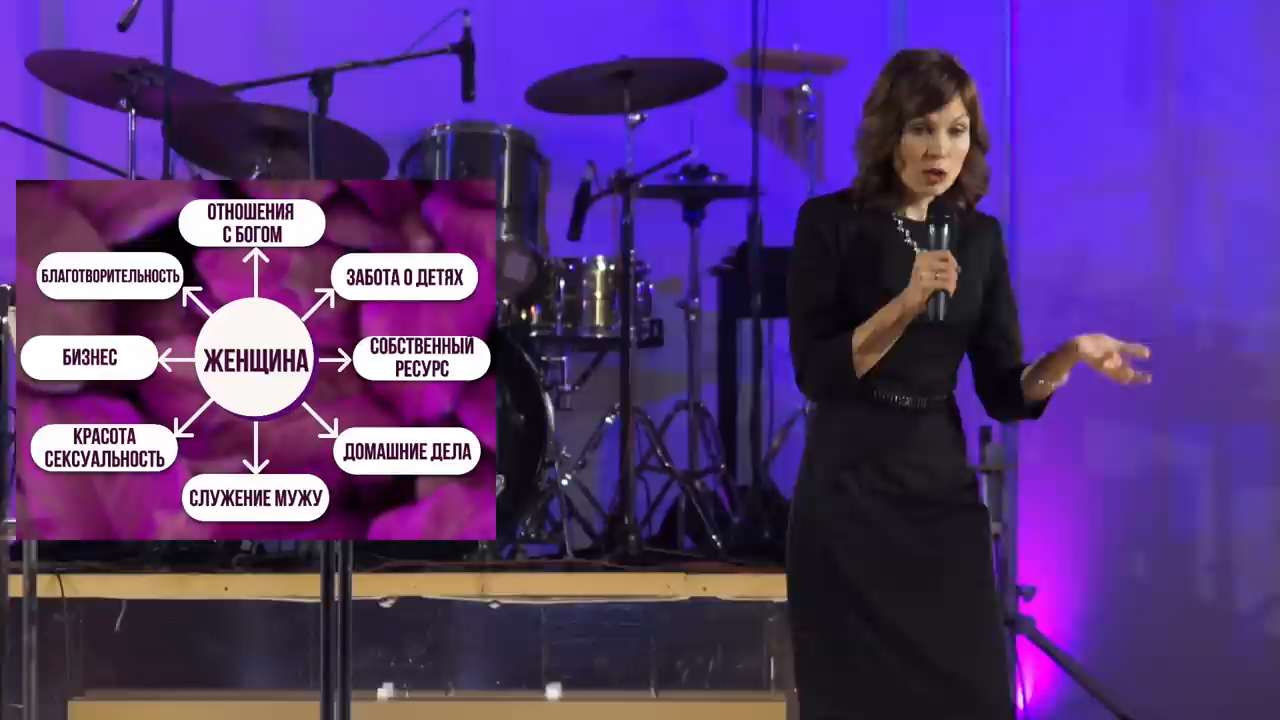 ОТНОШЕНИЯ
С БОГОМ
БЛАГОТВОРИТЕЛЬНОСТЬ
ЗАБОТА О ДЕТЯХ
БИЗНЕС
ЖЕНЩИНА
СОБСТВЕННЫЙ
РЕСУРС
КРАСОТА
СЕКСУАЛЬНОСТЬ
ДОМАШНИЕ ДЕЛА
СЛУЖЕНИЕ МУЖУ